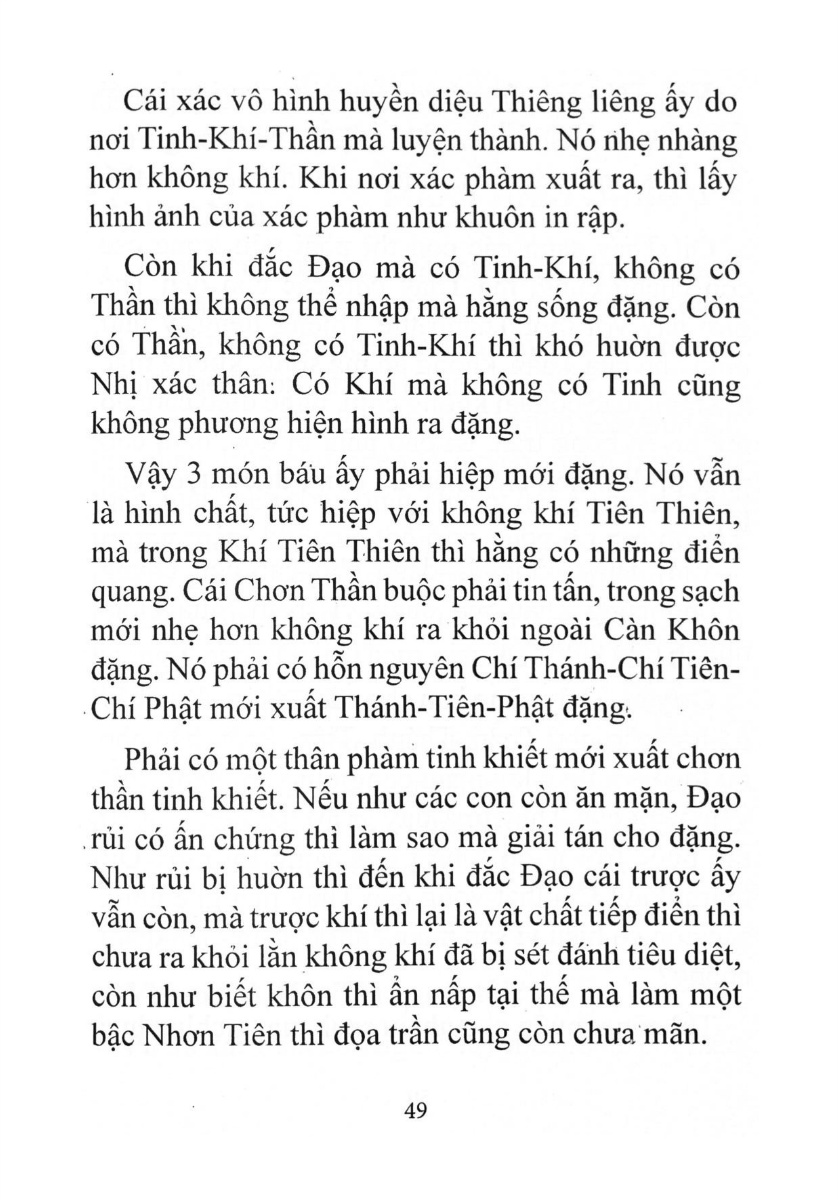 Cái xác vô hình huyền diệu Thiêng liêng ấy do
nơi Tinh-Khí-Thần mà luyện thành. Nó nhẹ nhàng
hơn không khí. Khi nơi xác phàm xuất ra, thì lấy
hình ảnh của xác phàm như khuôn in rập.
Còn khi đắc Đạo mà có Tinh-Khí, không có
Thần thì không thể nhập mà hằng sống đặng. Còn
có Thần, không có Tinh-Khí thì khó huờn được
Nhị xác thân. Có Khí mà không có Tinh cũng
không phương hiện hình ra đặng.
Vậy 3 món báu ấy phải hiệp mới đặng. Nó vẫn
là hình chất, tức hiệp với không khí Tiên Thiên,
mà trong Khí Tiên Thiên thì hằng có những điển
quang. Cái Chơn Thần buộc phải tin tấn, trong sạch
mới nhẹ hơn không khí ra khỏi ngoài Càn Khôn
đặng. Nó phải có hỗn nguyên Chí Thánh-Chí Tiên-
Chí Phật mới xuất Thánh-Tiên-Phật đặng.
Phải có một thân phàm tinh khiết mới xuất chơn
thần tinh khiết. Nếu như các con còn ăn mặn, Đạo
rủi có ấn chứng thì làm sao mà giải tán cho đặng.
Như rủi bị huờn thì đến khi đắc Đạo cái trược ấy
vẫn còn, mà trược khí thì lại là vật chất tiếp điển thì
chưa ra khỏi lằn không khí đã bị sét đánh tiêu diệt,
còn như biết khôn thì ẩn nấp tại thế mà làm một
bậc Nhơn Tiên thì đọa trần cũng còn chưa mãn.
49